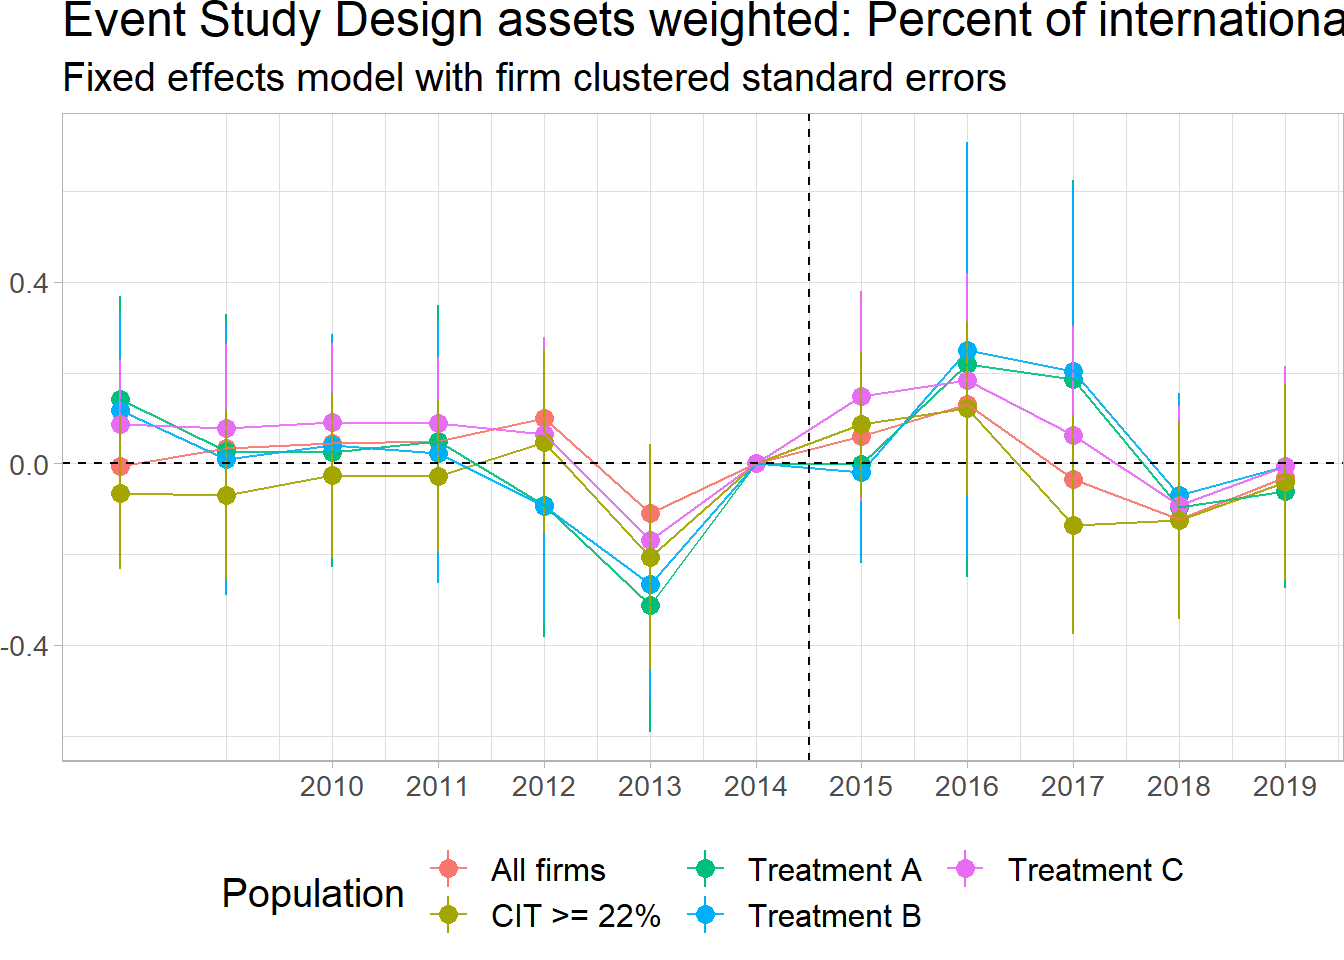 Event Study Design assets weighted: Percent of internationa
Fixed effects model with firm clustered standard errors
0.4
0.0
-0.4
2010 2011 2012 2013 2014 2015 2016 2017 2018 2019
Population
All firms
Treatment A
Treatment C
CIT >= 22%
Treatment B